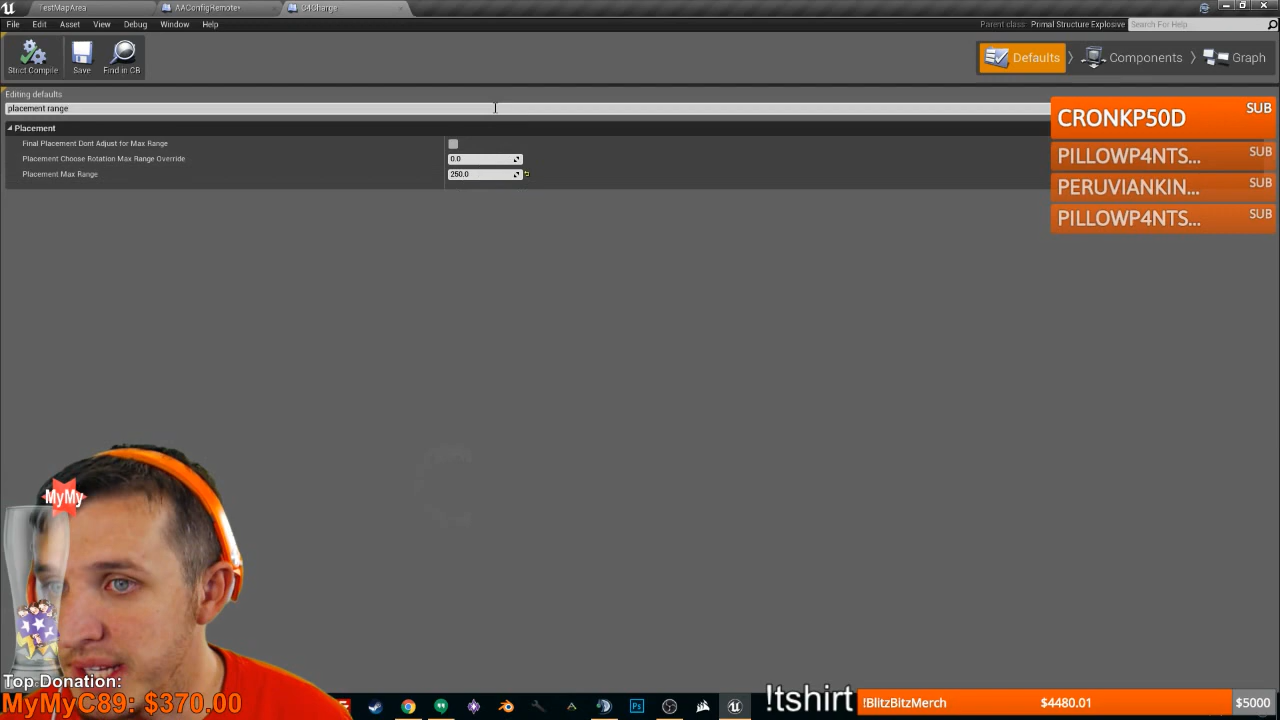 TestMapArea
AAConfigRemote*
C4Charge
File Edit Asset View Debug Window Help
Parent class: Primal Structure Explosive
Search For Help
Strict Compile
Save
Find in CB
Defaults
Components
Graph
Editing defaults
placement range
Placement
Final Placement Dont Adjust for Max Range
Placement Choose Rotation Max Range Override
0.0
Placement Max Range
250.0
CRONKP50D SUB
PILLOWP4NTS... SUB
PERUVIANKIN... SUB
PILLOWP4NTS... SUB
MyMy
Top Donation:
MyMyC89: $370.00
!tshirt
!BlitzBitzMerch $4480.01 $5000